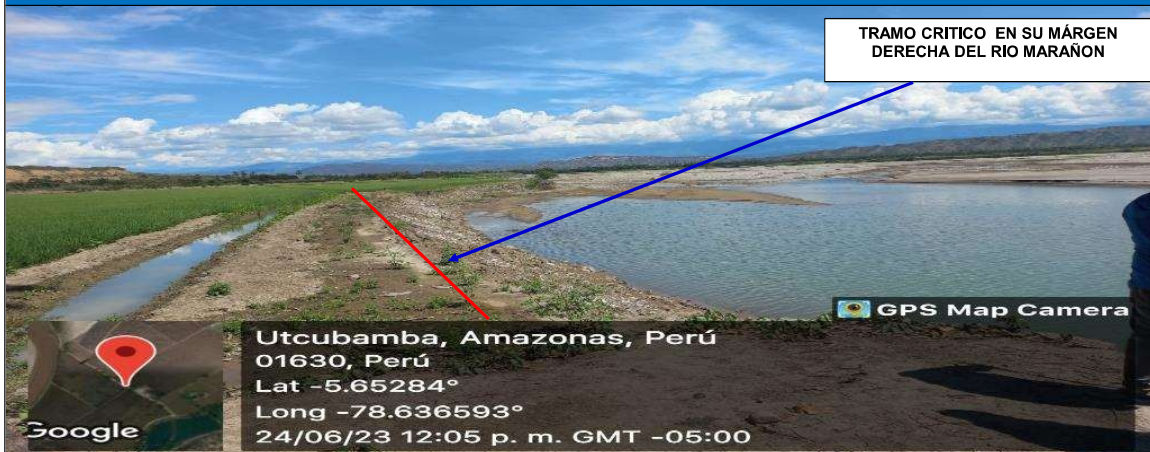 TRAMO CRITICO EN SU MÁRGEN
DERECHA DEL RIO MARAÑON
GPS Map Camera
Utcubamba, Amazonas, Perú
01630, Perú
Lat -5.65284°
Long -78.636593°
24/06/23 12:05 p. m. GMT -05:00
Google